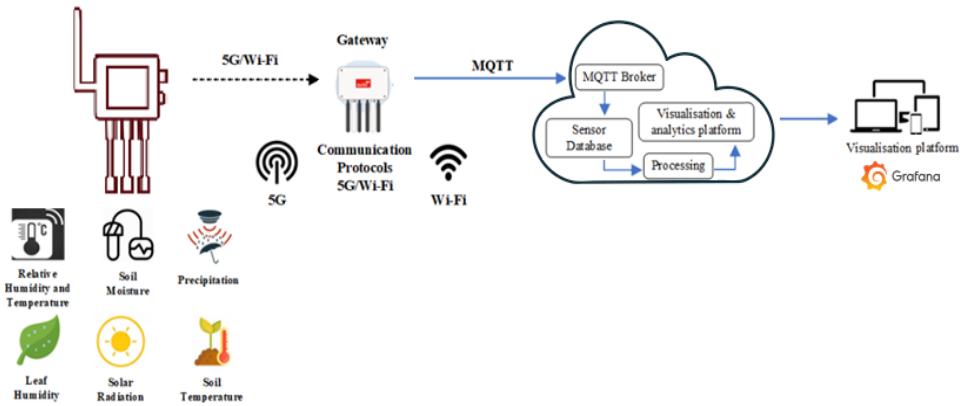 5G/Wi-Fi
Gateway
Communication
Protocols
5G/Wi-Fi
5G
Wi-Fi
MQTT
MQTT Broker
Sensor
Database
Visualisation &
analytics platform
Processing
Visualisation platform
Grafana
°C
Relative
Humidity and
Temperature
Soil
Moisture
Precipitation
Leaf
Humidity
Solar
Radiation
Soil
Temperature